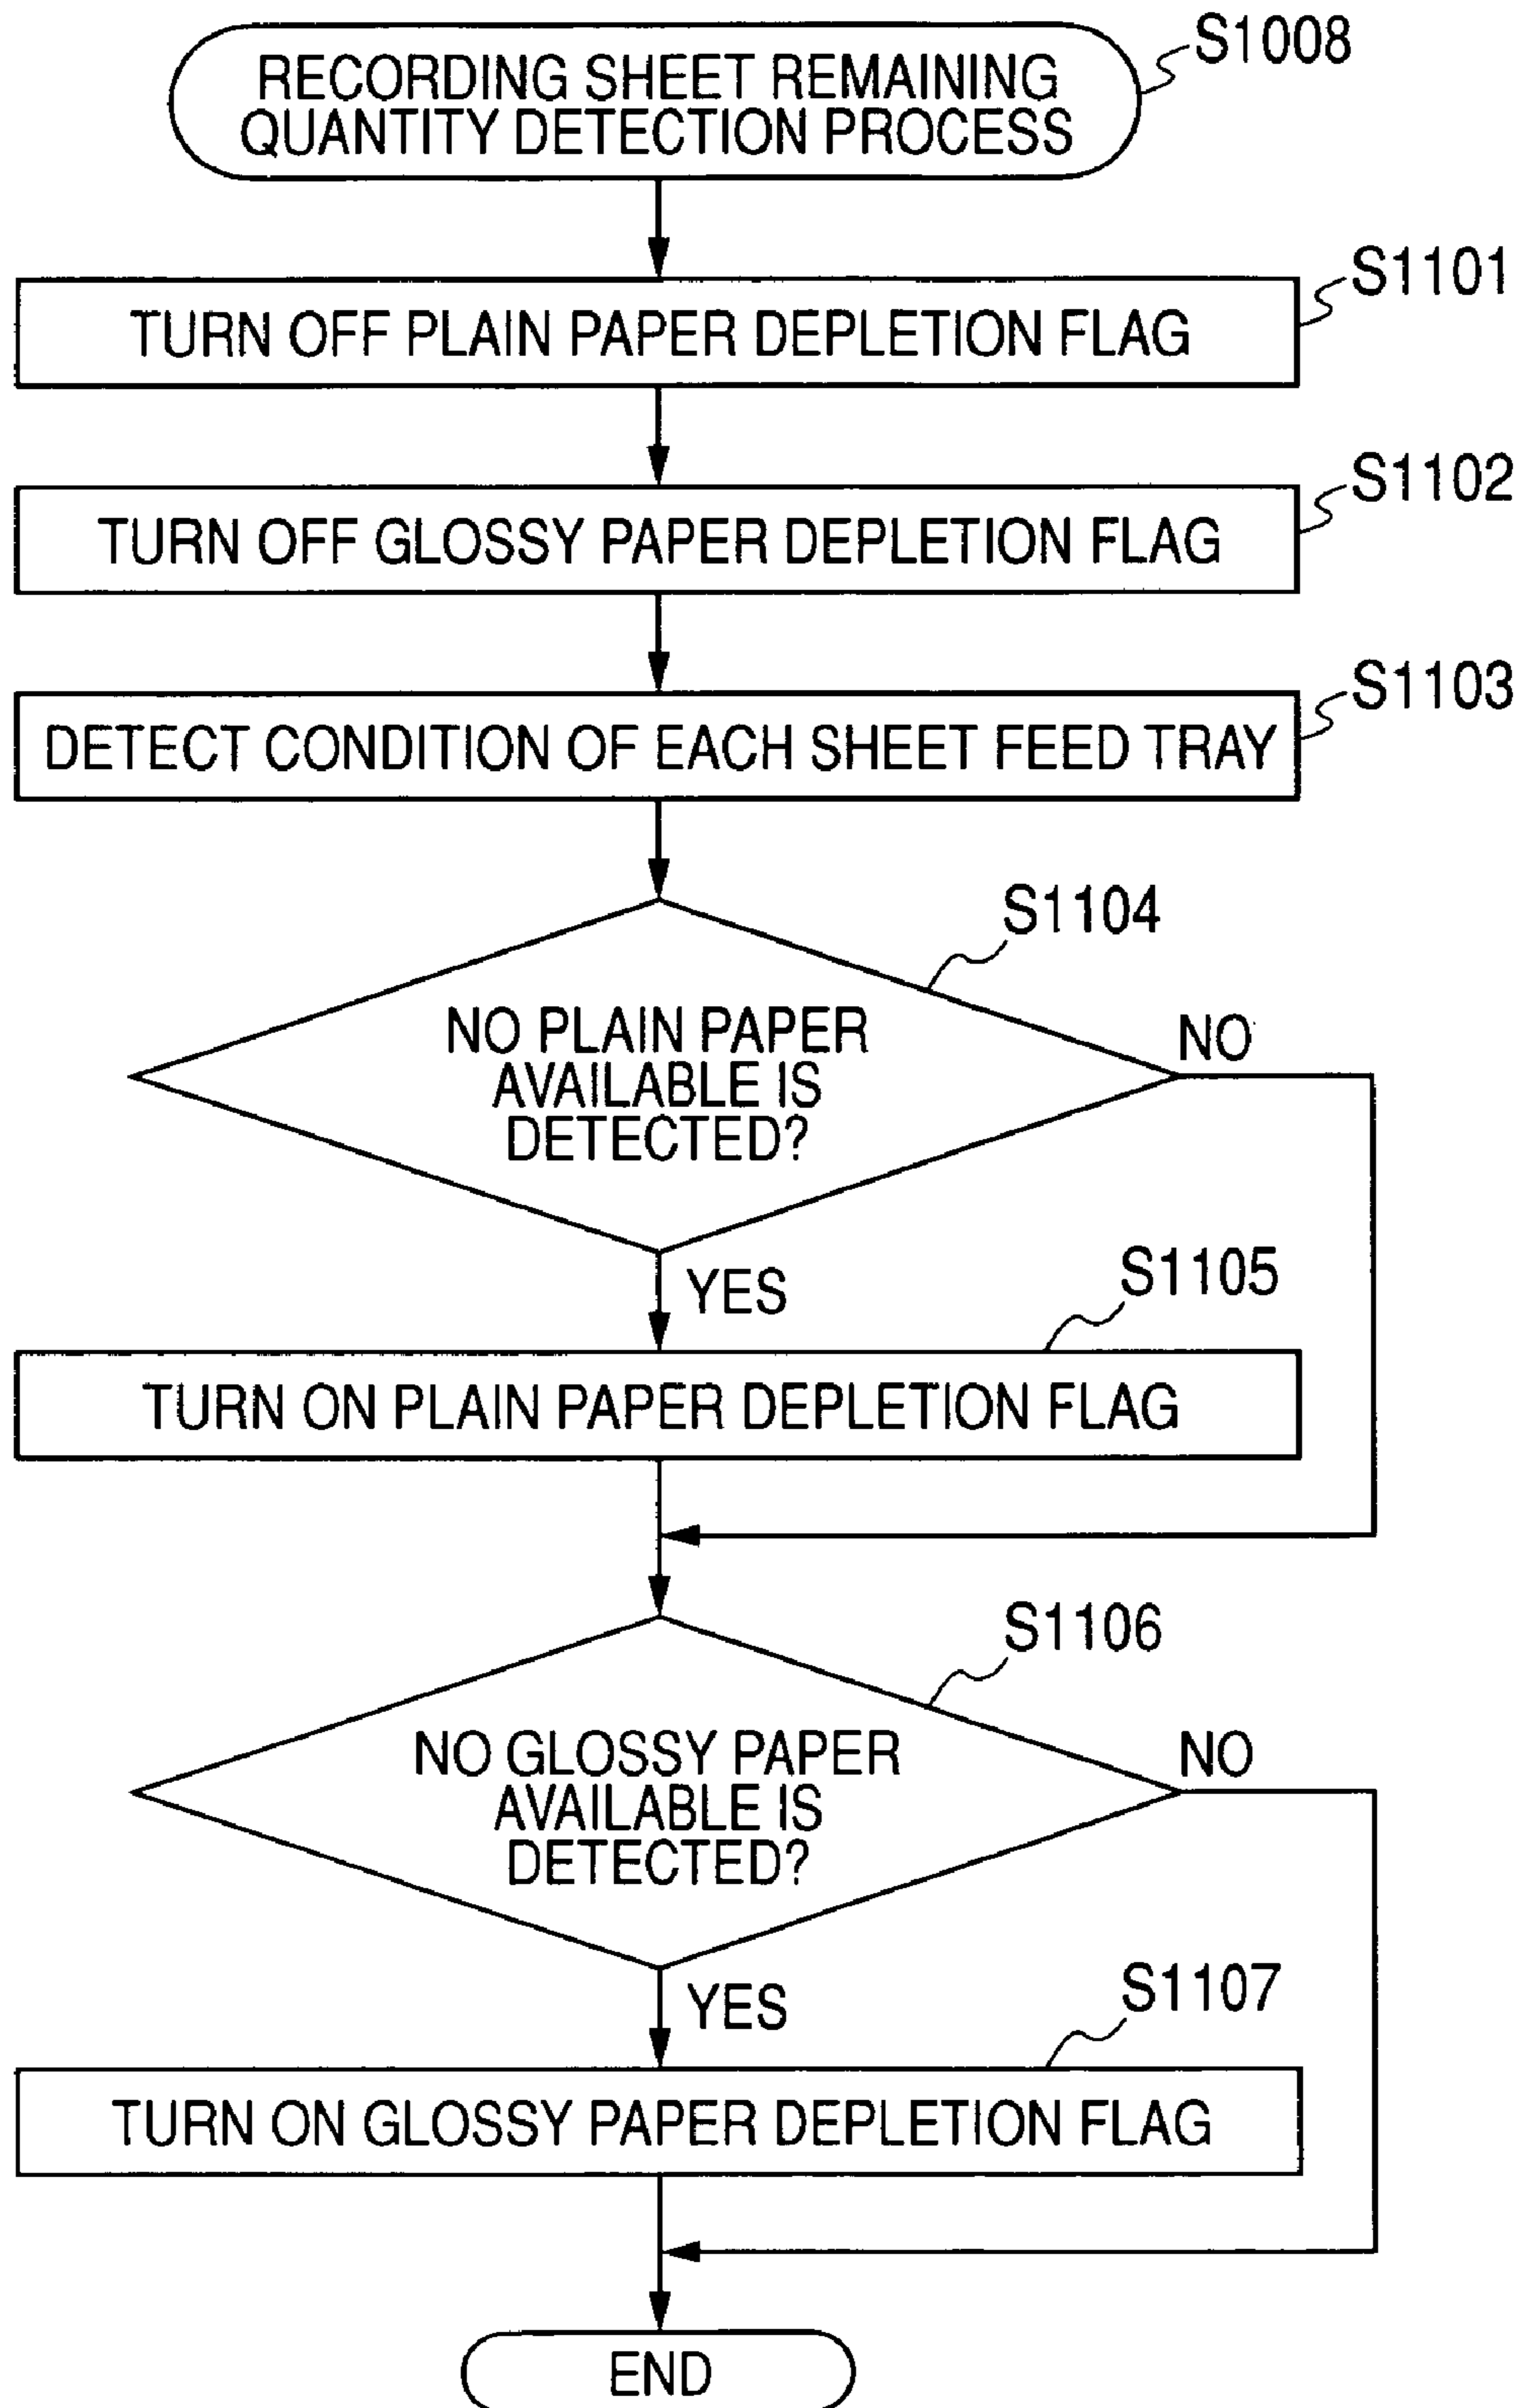 S1008
RECORDING SHEET REMAINING
QUANTITY DETECTION PROCESS
S1101
TURN OFF PLAIN PAPER DEPLETION FLAG
S1102
TURN OFF GLOSSY PAPER DEPLETION FLAG
S1103
DETECT CONDITION OF EACH SHEET FEED TRAY
S1104
NO PLAIN PAPER
AVAILABLE IS
DETECTED?
NO
YES
S1105
TURN ON PLAIN PAPER DEPLETION FLAG
S1106
NO GLOSSY PAPER
AVAILABLE IS
DETECTED?
NO
YES
S1107
TURN ON GLOSSY PAPER DEPLETION FLAG
END